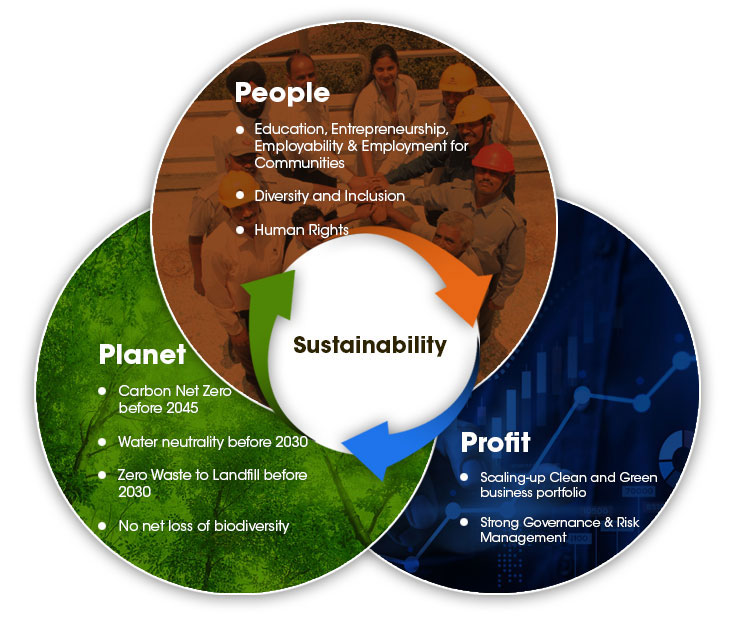 People
Education, Entrepreneurship,
Employability & Employment for
Communities
Diversity and Inclusion
Human Rights
Sustainability
Planet
Carbon Net Zero
before 2045
Water neutrality before 2030
Zero Waste to Landfill before
2030
No net loss of biodiversity
Profit
Scaling-up Clean and Green
business portfolio
Strong Governance & Risk
Management